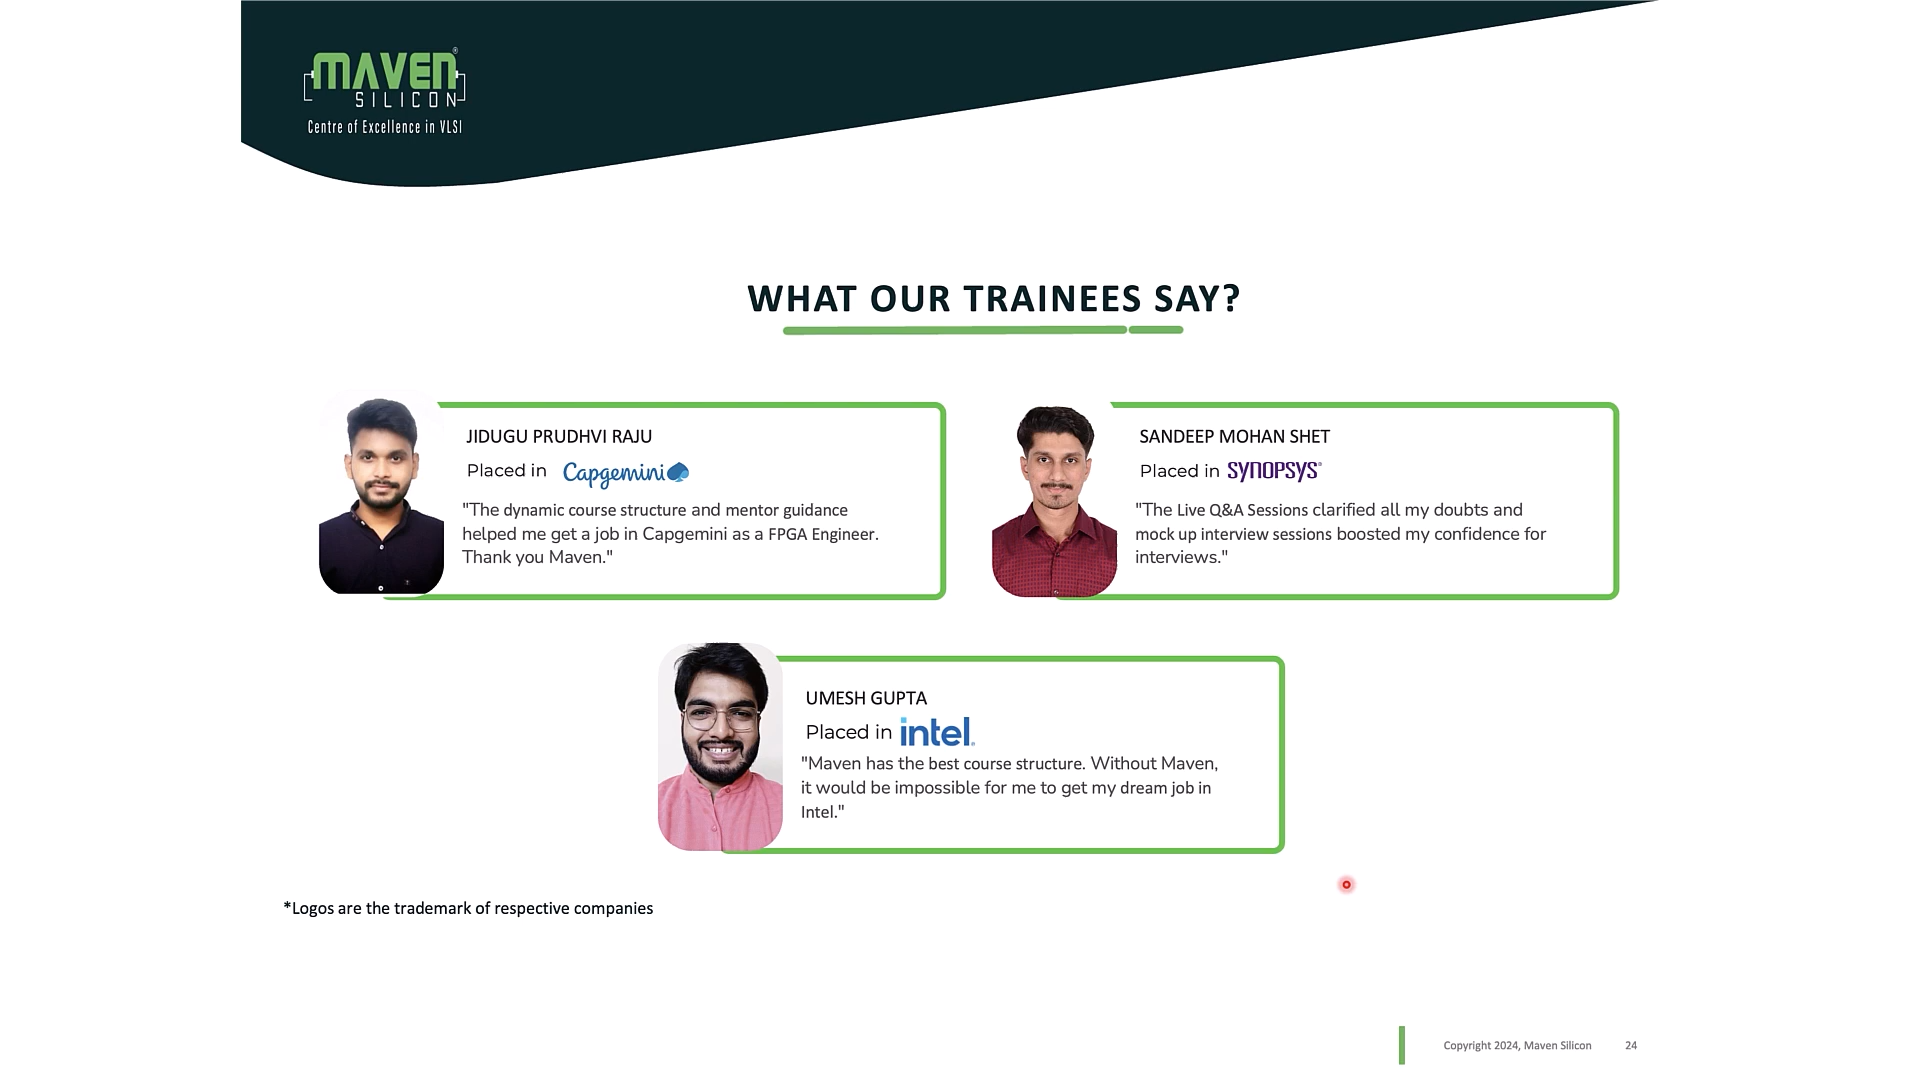 MAVEN®
SILICON
Centre of Excellence in VLSI
WHAT OUR TRAINEES SAY?
JIDUGU PRUDHVI RAJU
Placed in Capgemini
"The dynamic course structure and mentor guidance
helped me get a job in Capgemini as a FPGA Engineer.
Thank you Maven."
SANDEEP MOHAN SHET
Placed in SYNOPSYS®
"The Live Q&A Sessions clarified all my doubts and
mock up interview sessions boosted my confidence for
interviews."
UMESH GUPTA
Placed in intel®
"Maven has the best course structure. Without Maven,
it would be impossible for me to get my dream job in
Intel."
*Logos are the trademark of respective companies
Copyright 2024, Maven Silicon 24